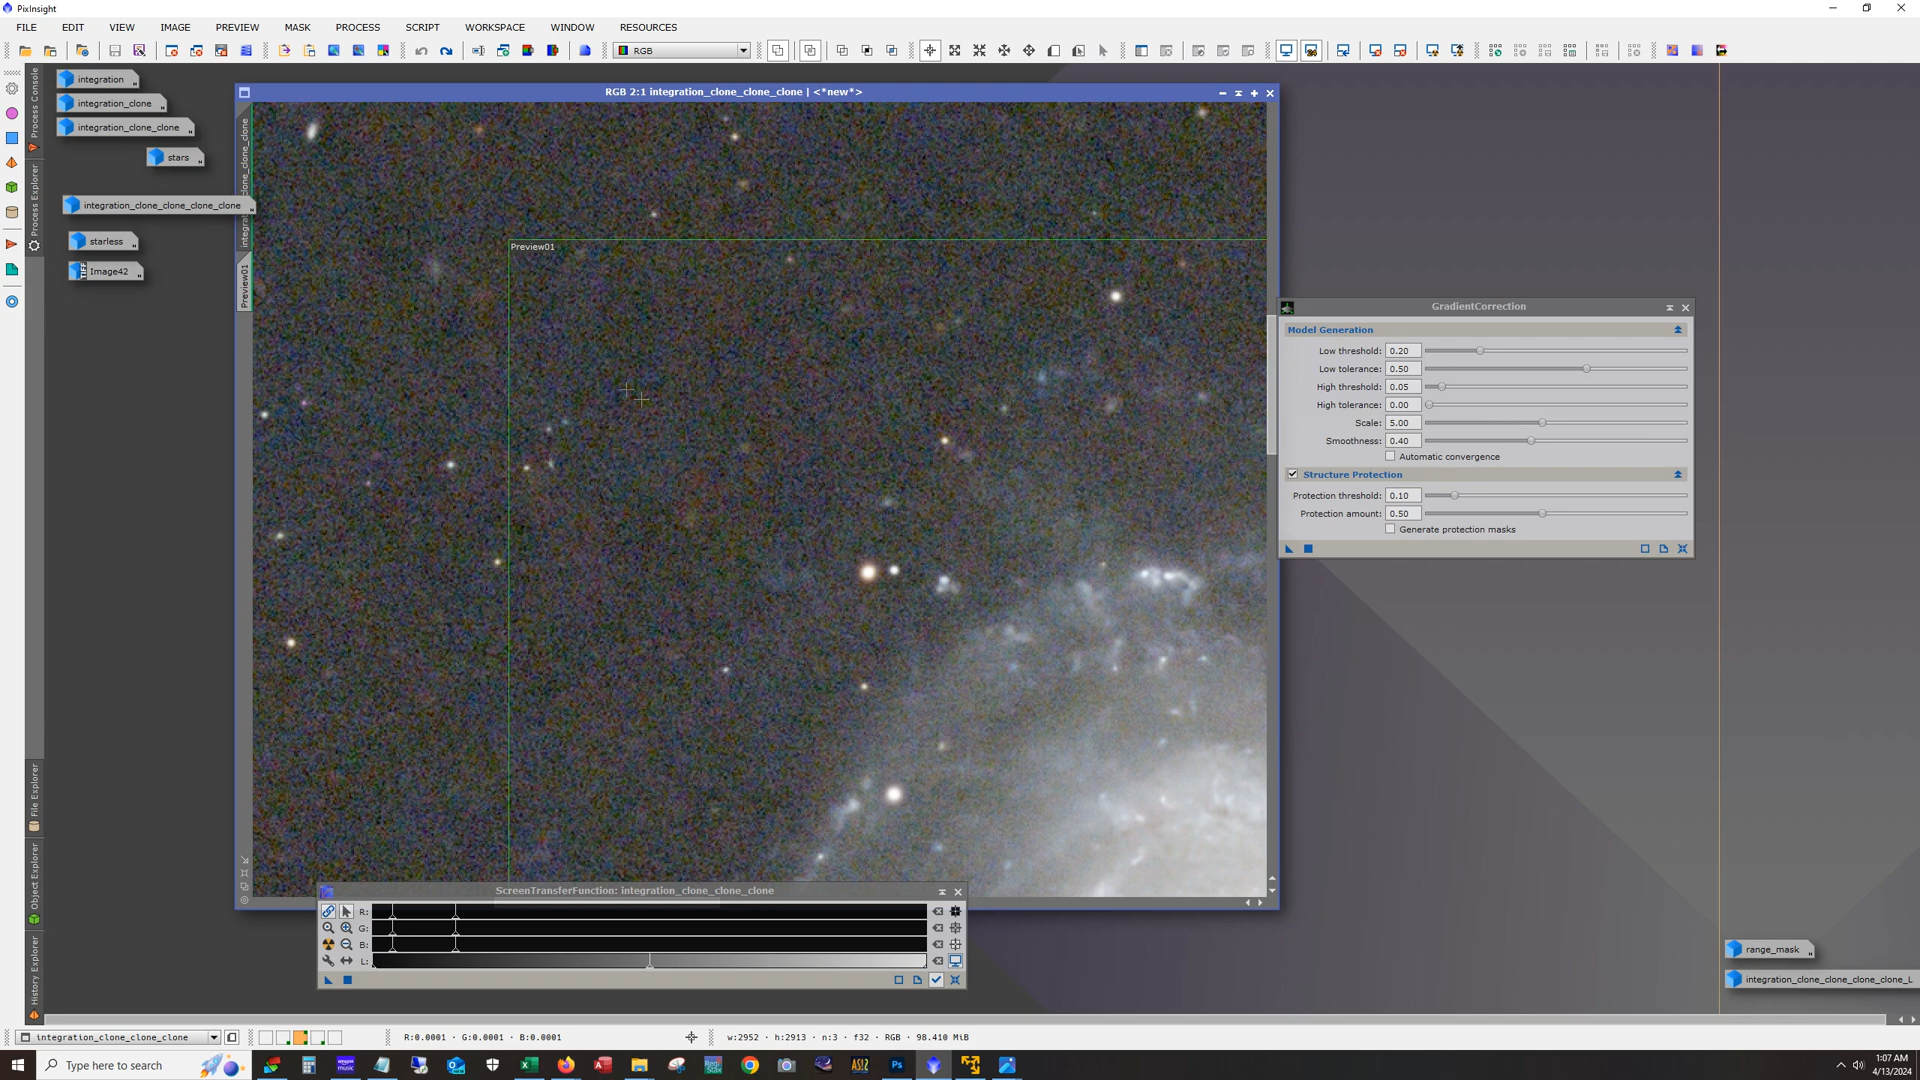 PixInsight
FILE EDIT VIEW IMAGE PREVIEW MASK PROCESS SCRIPT WORKSPACE WINDOW RESOURCES
RGB
integration
integration_clone
integration_clone_clone
stars
integration_clone_clone_clone_clone
starless
Image42
Process Console
Process Explorer
File Explorer
Object Explorer
History Explorer
RGB 2:1 integration_clone_clone_clone | <*new*>
Preview01
Preview01
GradientCorrection
Model Generation
Low threshold: 0.20
Low tolerance: 0.50
High threshold: 0.05
High tolerance: 0.00
Scale: 5.00
Smoothness: 0.40
Automatic convergence
Structure Protection
Protection threshold: 0.10
Protection amount: 0.50
Generate protection masks
ScreenTransferFunction: integration_clone_clone_clone
R:
G:
B:
L:
range_mask
integration_clone_clone_clone_clone_L
integration_clone_clone_clone
R:0.0001 · G:0.0001 · B:0.0001
w:2952 · h:2913 · n:3 · f32 · RGB · 98.410 MiB
Type here to search
1:07 AM
4/13/2024